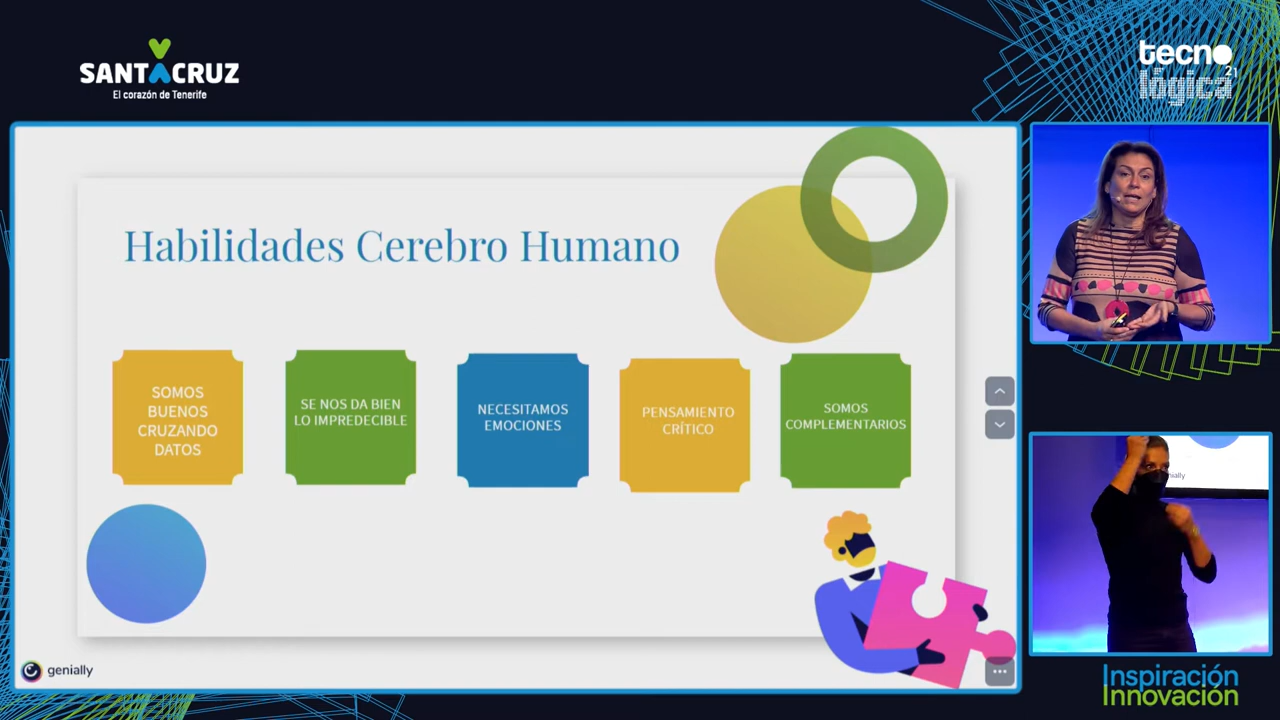 SANTACRUZ
El corazón de Tenerife
tecno
lógica
21
Habilidades Cerebro Humano
SOMOS
BUENOS
CRUZANDO
DATOS
SE NOS DA BIEN
LO IMPREDECIBLE
NECESITAMOS
EMOCIONES
PENSAMIENTO
CRÍTICO
SOMOS
COMPLEMENTARIOS
genially
nially
Inspiración
Innovación